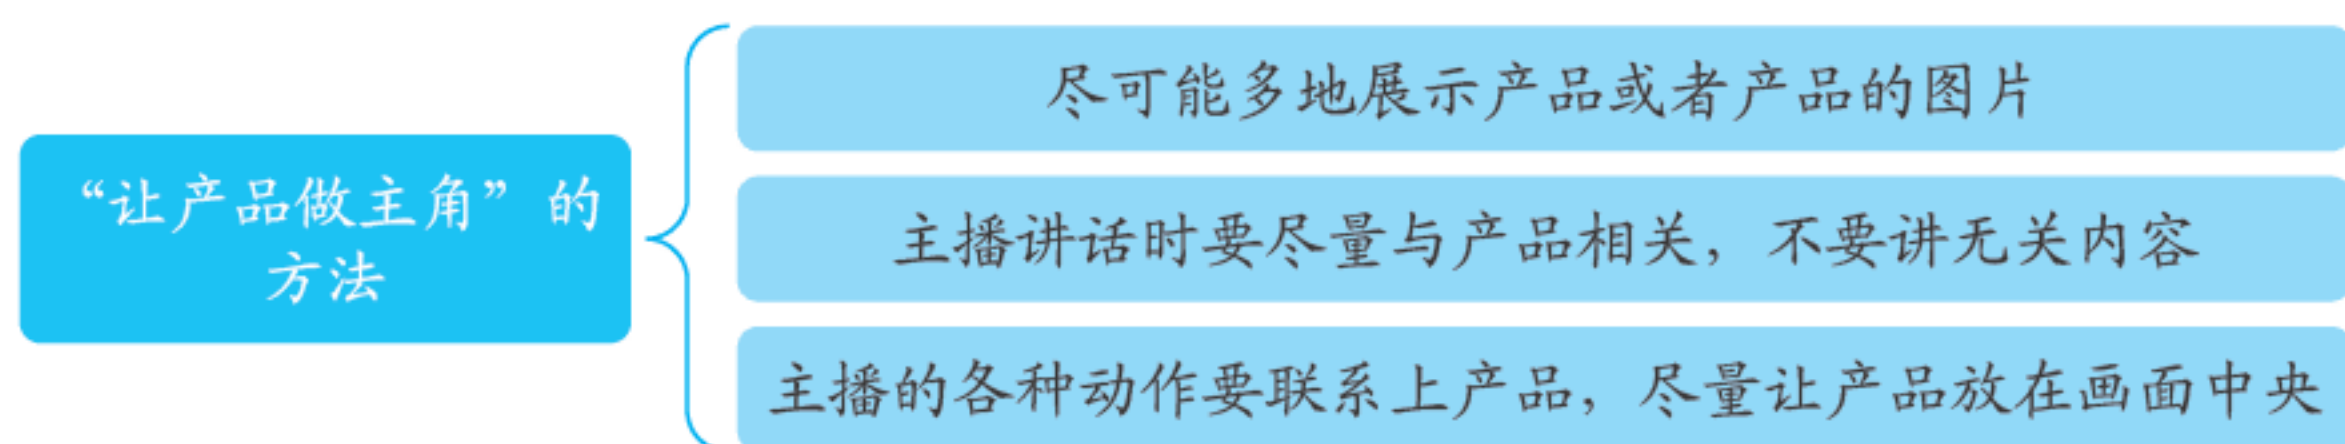 “让产品做主角”的
方法
尽可能多地展示产品或者产品的图片
主播讲话时要尽量与产品相关，不要讲无关内容
主播的各种动作要联系上产品，尽量让产品放在画面中央